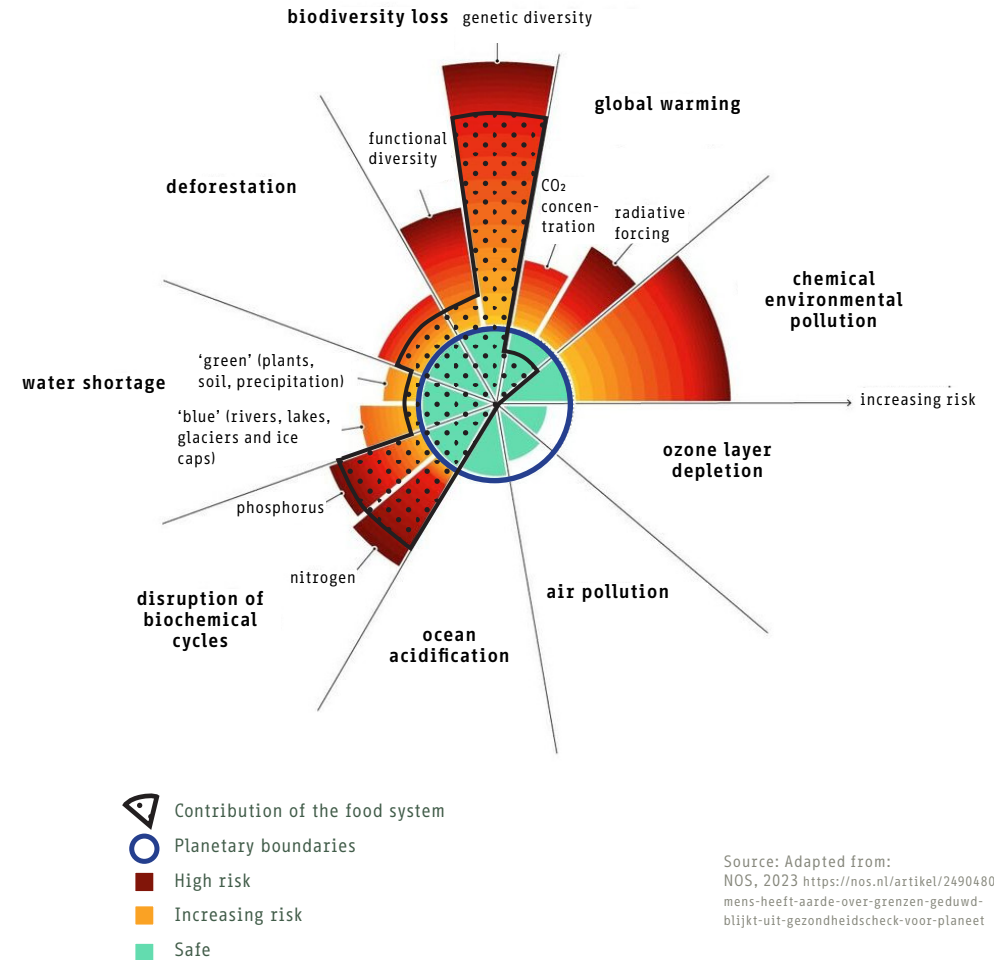 biodiversity loss genetic diversity
global warming
functional
diversity
deforestation
CO₂
concen-
tration
radiative
forcing
chemical
environmental
pollution
‘green’ (plants,
soil, precipitation)
water shortage
increasing risk
‘blue’ (rivers, lakes,
glaciers and ice
caps)
ozone layer
depletion
phosphorus
nitrogen
air pollution
disruption of
biochemical
cycles
ocean
acidification
Contribution of the food system
Planetary boundaries
High risk
Increasing risk
Safe
Source: Adapted from:
NOS, 2023 https://nos.nl/artikel/2490480
mens-heeft-aarde-over-grenzen-geduwd-
blijkt-uit-gezondheidscheck-voor-planeet